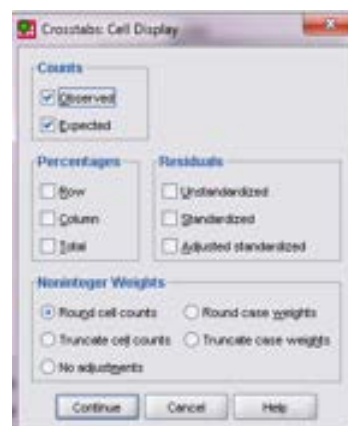 Crosstabs: Cell Display
Counts
Observed
Expected
Percentages
Residuals
Row
Unstandardized
Column
Standardized
Total
Adjusted standardized
Noninteger Weights
Round cell counts
Round case weights
Truncate cell counts
Truncate case weights
No adjustments
Continue
Cancel
Help